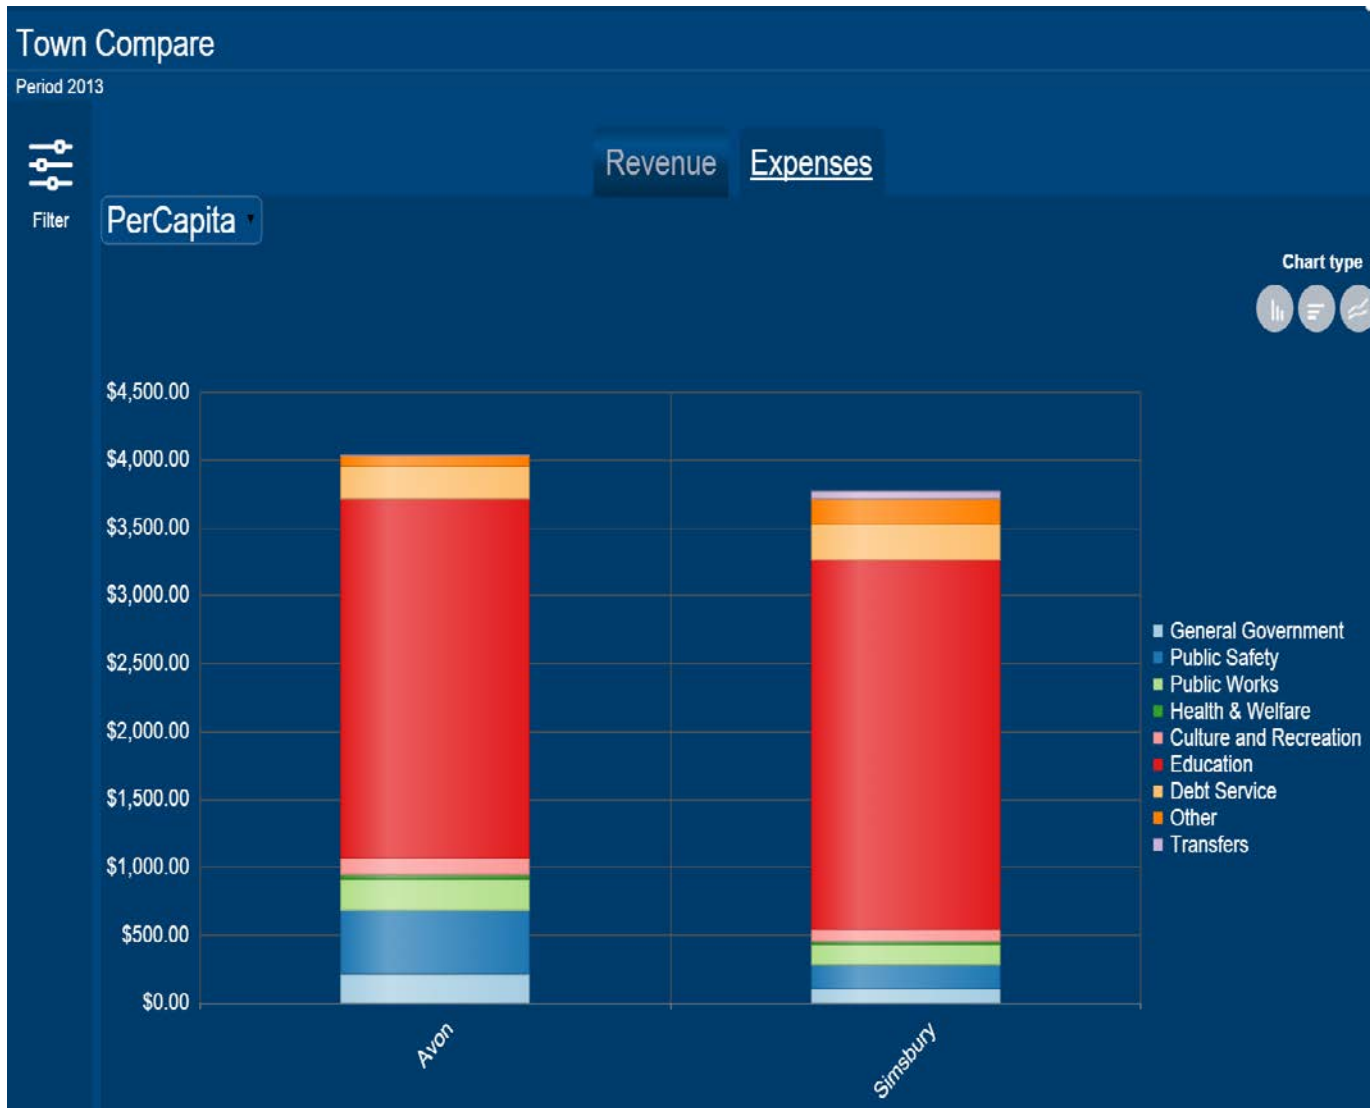 Town Compare
Period 2013
Revenue Expenses
Filter
PerCapita
Chart type
$4,500.00
$4,000.00
$3,500.00
$3,000.00
$2,500.00
$2,000.00
$1,500.00
$1,000.00
$500.00
$0.00
Avon
Simsbury
General Government
Public Safety
Public Works
Health & Welfare
Culture and Recreation
Education
Debt Service
Other
Transfers